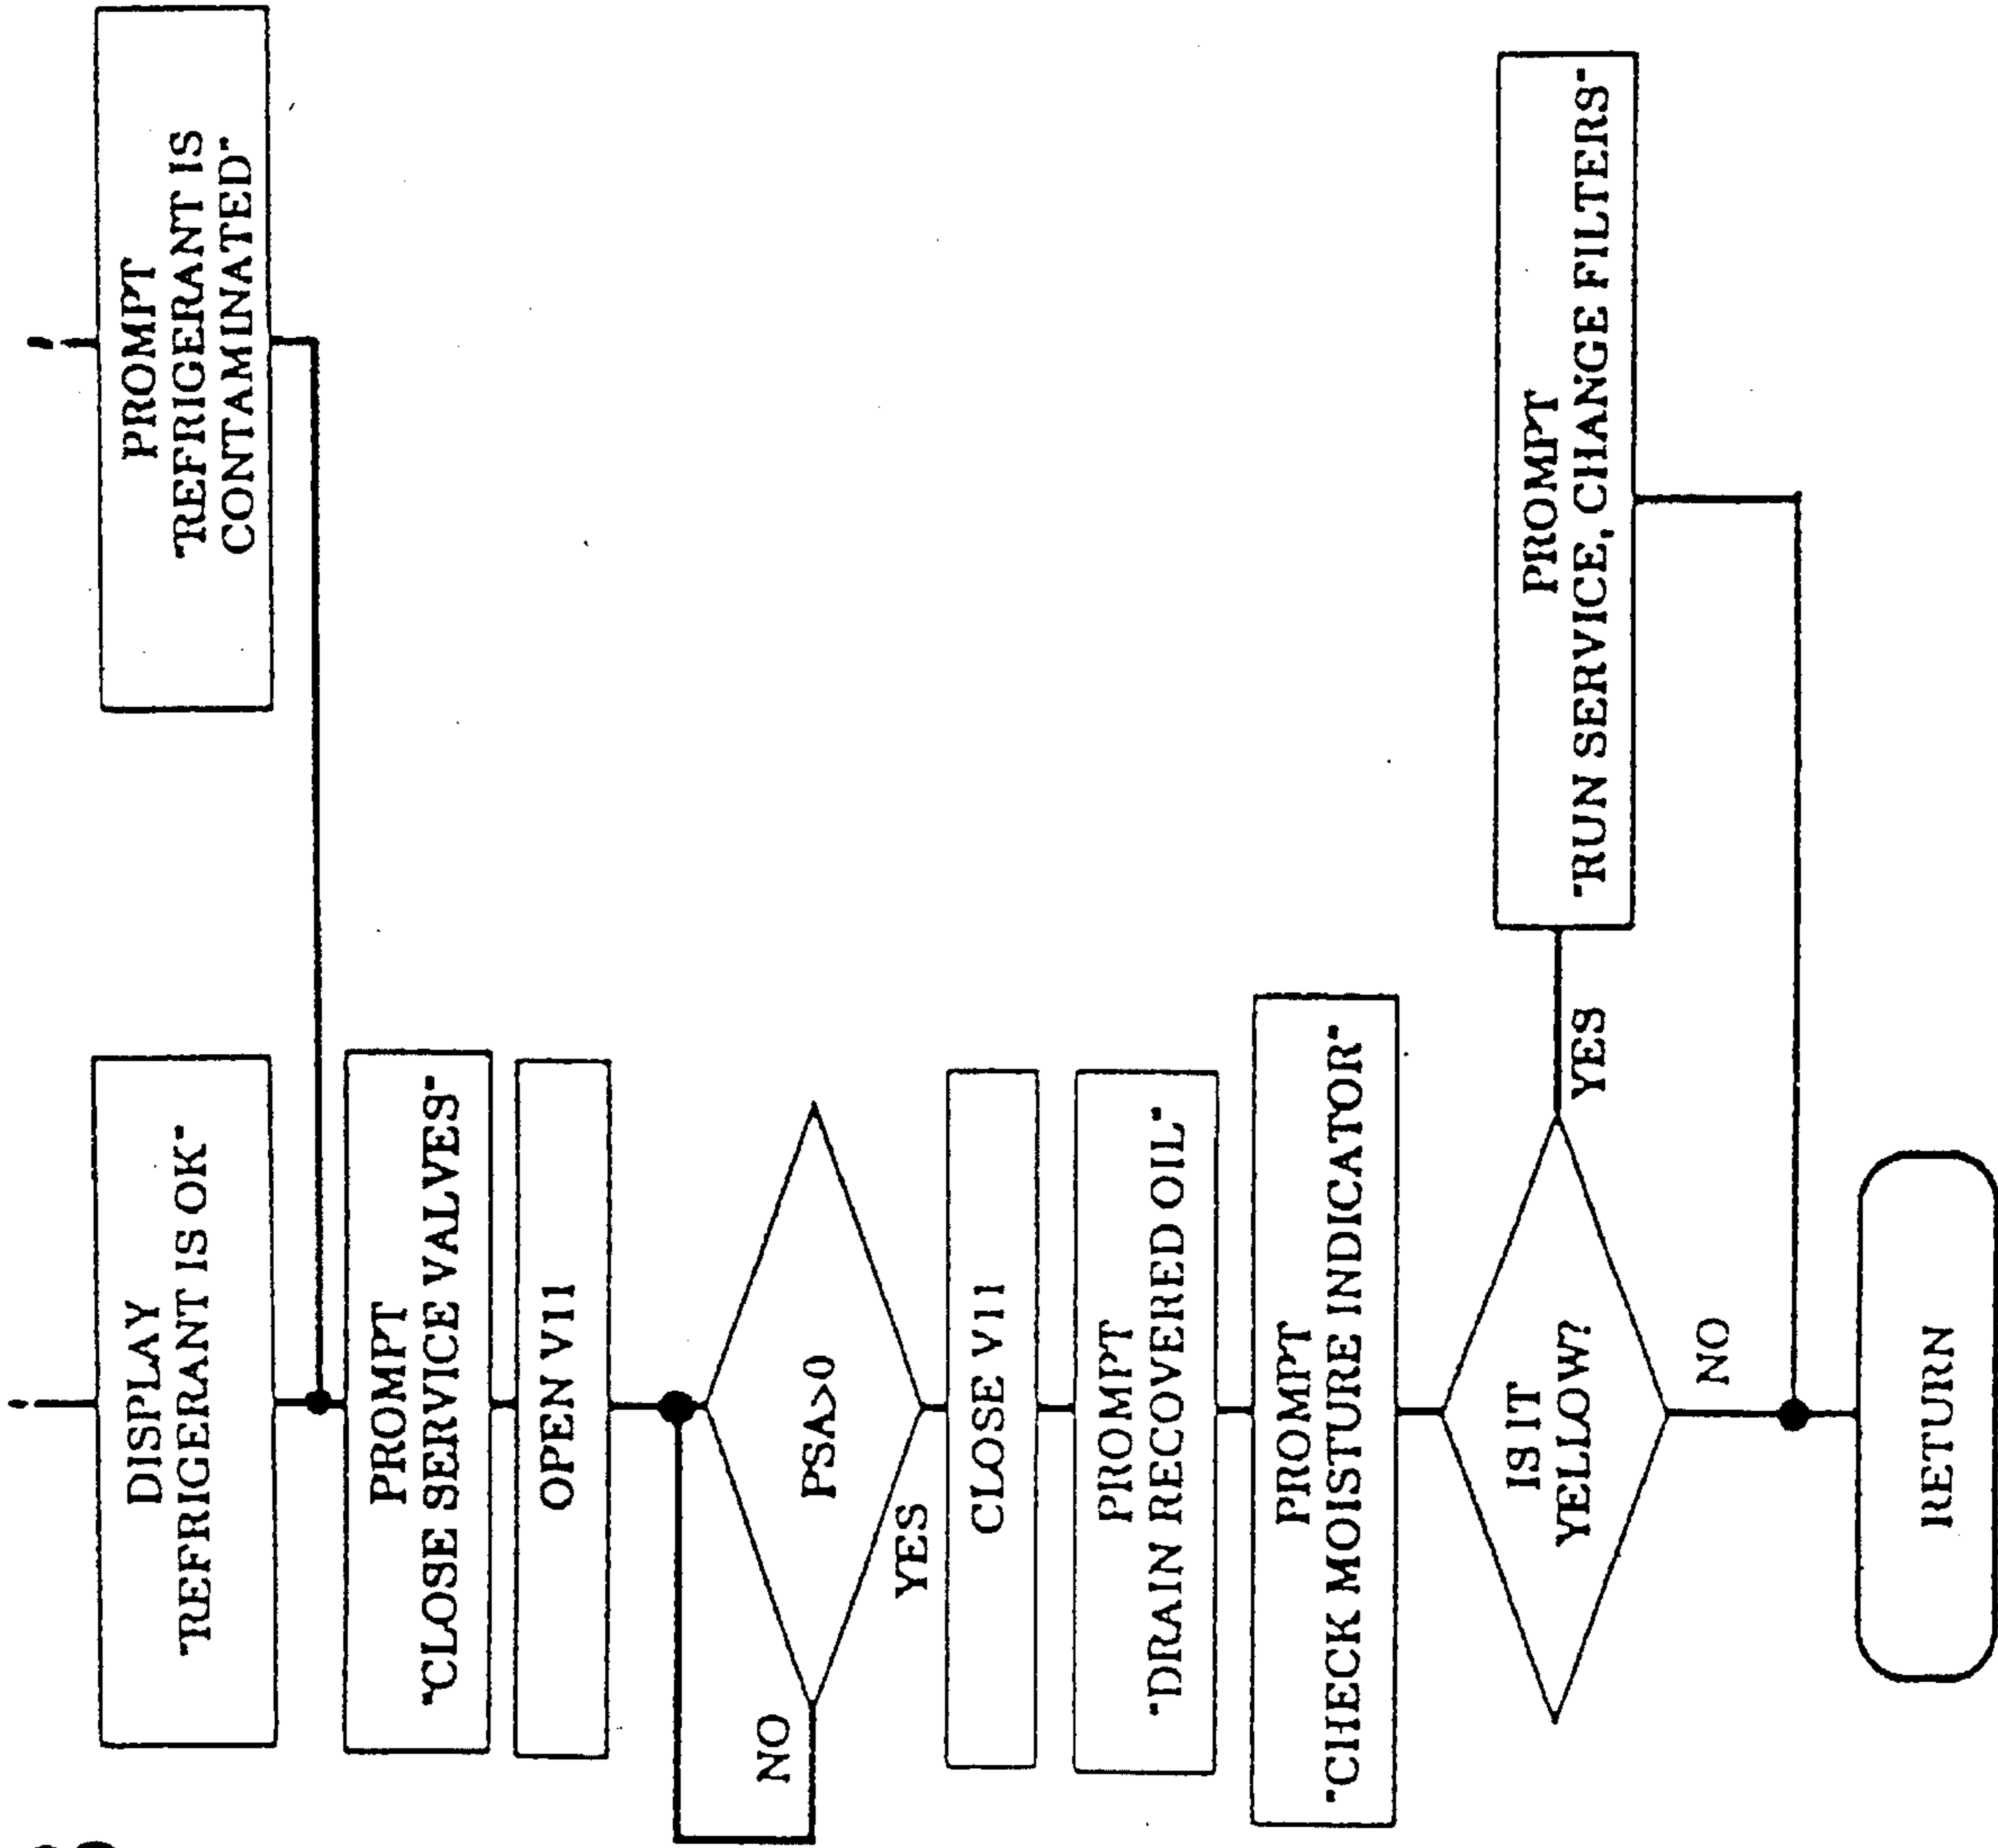 DISPLAY
"REFRIGERANT IS OK"
PROMPT
"REFRIGERANT IS
CONTAMINATED"
PROMPT
"CLOSE SERVICE VALVES"
OPEN V11
PSA>0
NO
YES
CLOSE V11
PROMPT
"DRAIN RECOVERED OIL"
PROMPT
"CHECK MOISTURE INDICATOR"
IS IT
YELLOW?
YES
PROMPT
"RUN SERVICE, CHANGE FILTERS"
NO
RETURN